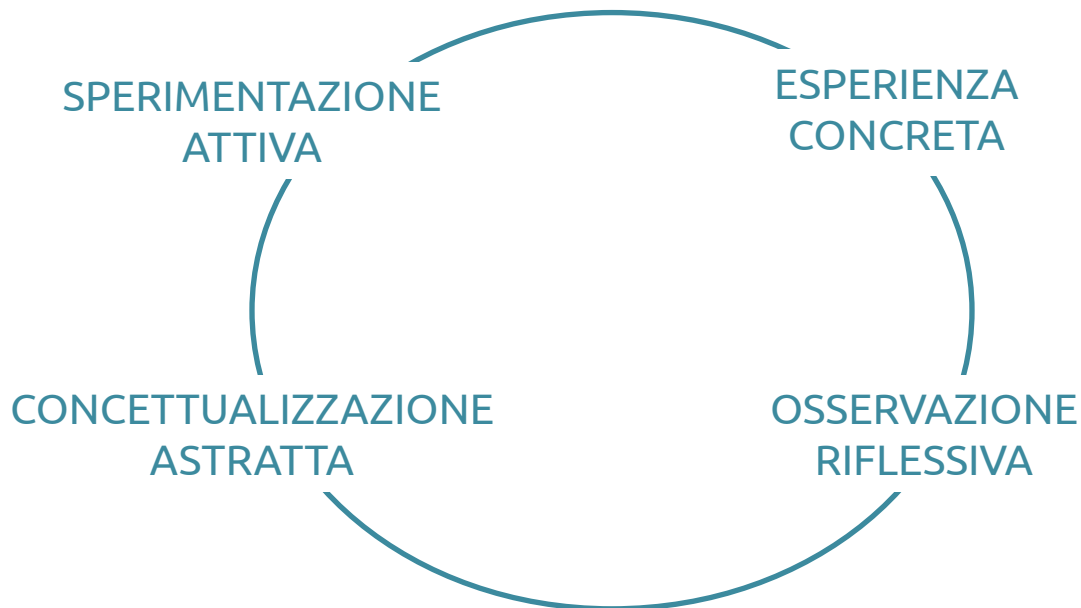 SPERIMENTAZIONE
ATTIVA
ESPERIENZA
CONCRETA
CONCETTUALIZZAZIONE
ASTRATTA
OSSERVAZIONE
RIFLESSIVA